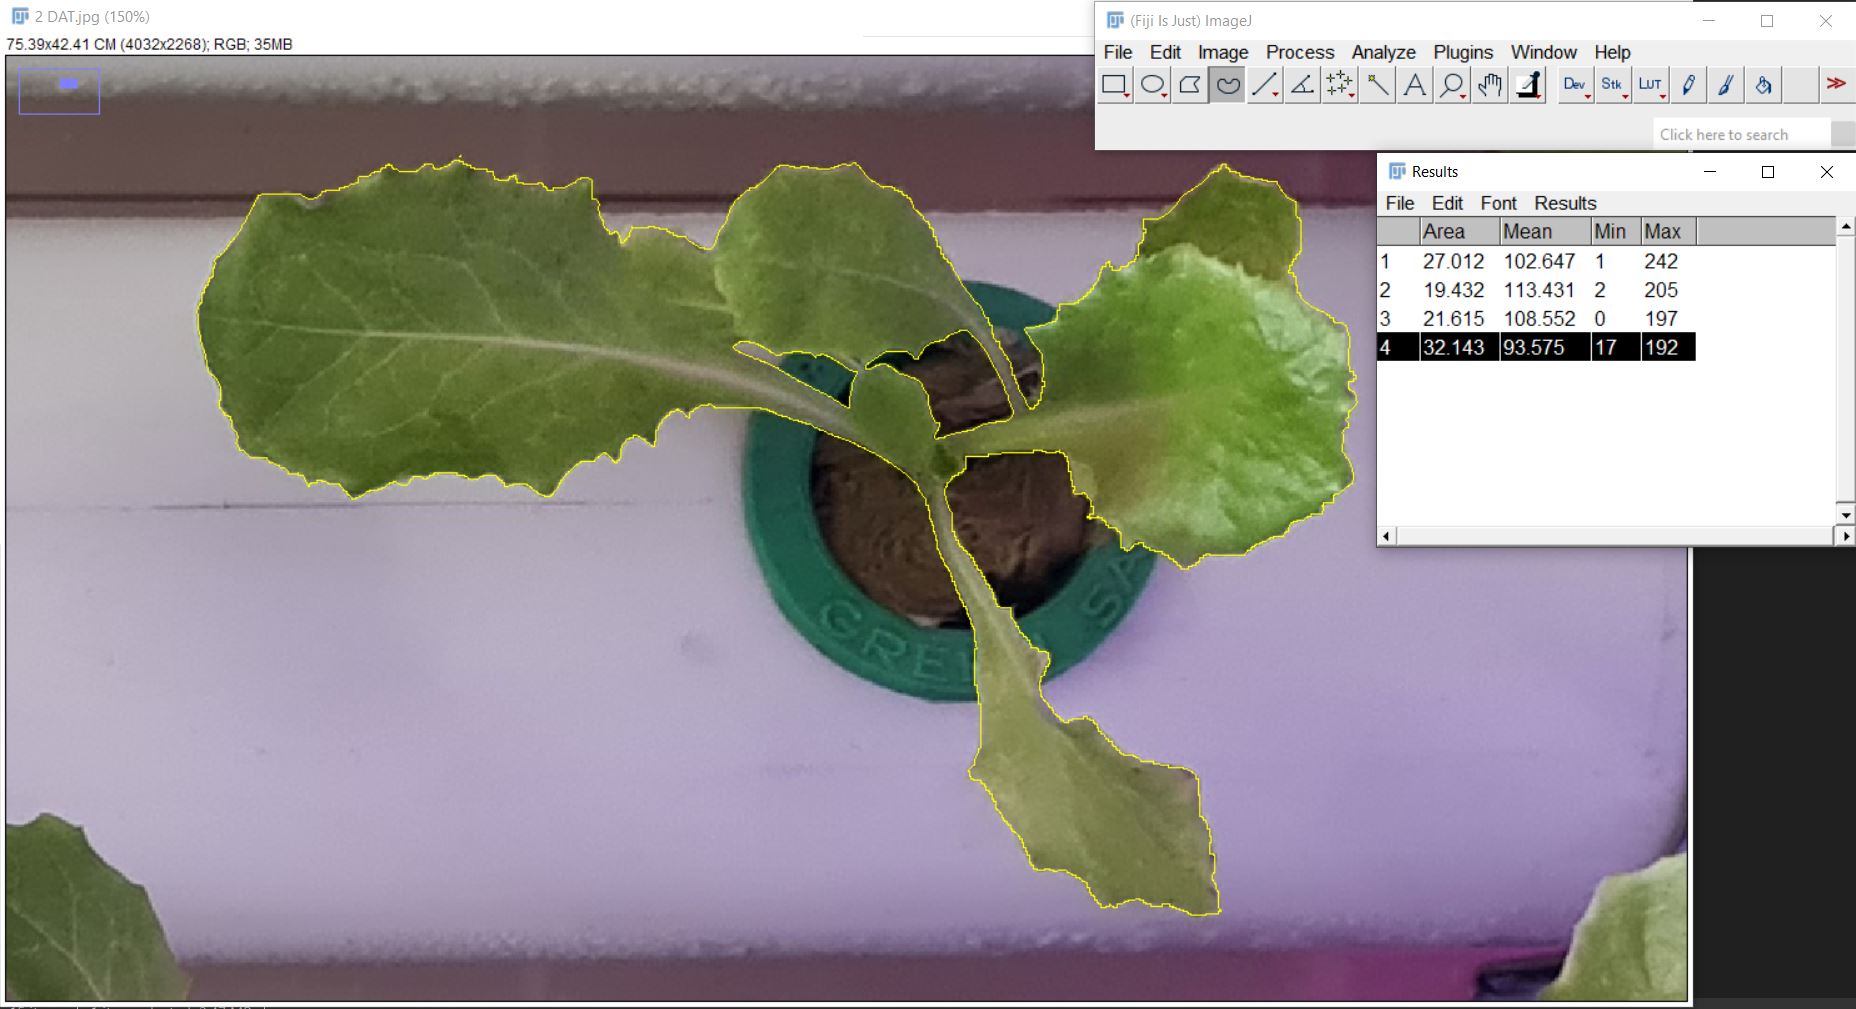 2 DAT.jpg (150%)
75.39x42.41 CM (4032x2268); RGB; 35MB
(Fiji Is Just) ImageJ
File Edit Image Process Analyze Plugins Window Help
Dev Stk LUT
Click here to search
Results
File Edit Font Results
Area Mean Min Max
1 27.012 102.647 1 242
2 19.432 113.431 2 205
3 21.615 108.552 0 197
4 32.143 93.575 17 192